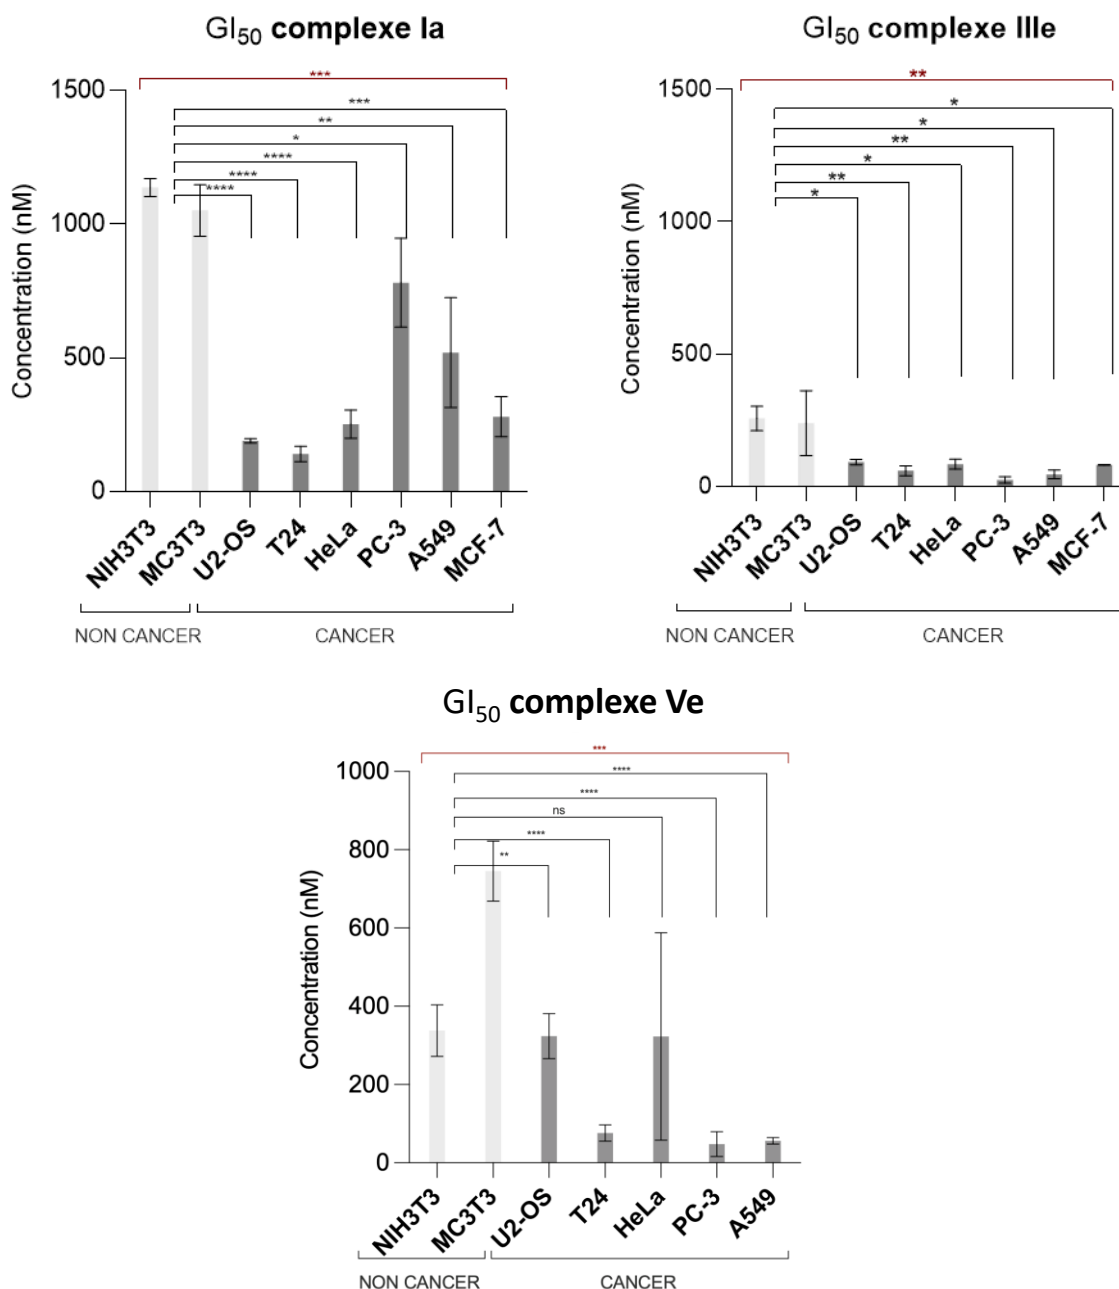 GI₅₀ complexe Ia
***
1500
***
**
*
****
****
****
1000
500
0
Concentration (nM)
NIH3T3
MC3T3
U2-OS
T24
HeLa
PC-3
A549
MCF-7
NON CANCER
CANCER
GI₅₀ complexe IIIe
**
1500
*
*
**
*
**
*
1000
500
0
Concentration (nM)
NIH3T3
MC3T3
U2-OS
T24
HeLa
PC-3
A549
MCF-7
NON CANCER
CANCER
GI₅₀ complexe Ve
***
1000
****
****
ns
****
**
800
600
400
200
0
Concentration (nM)
NIH3T3
MC3T3
U2-OS
T24
HeLa
PC-3
A549
NON CANCER
CANCER